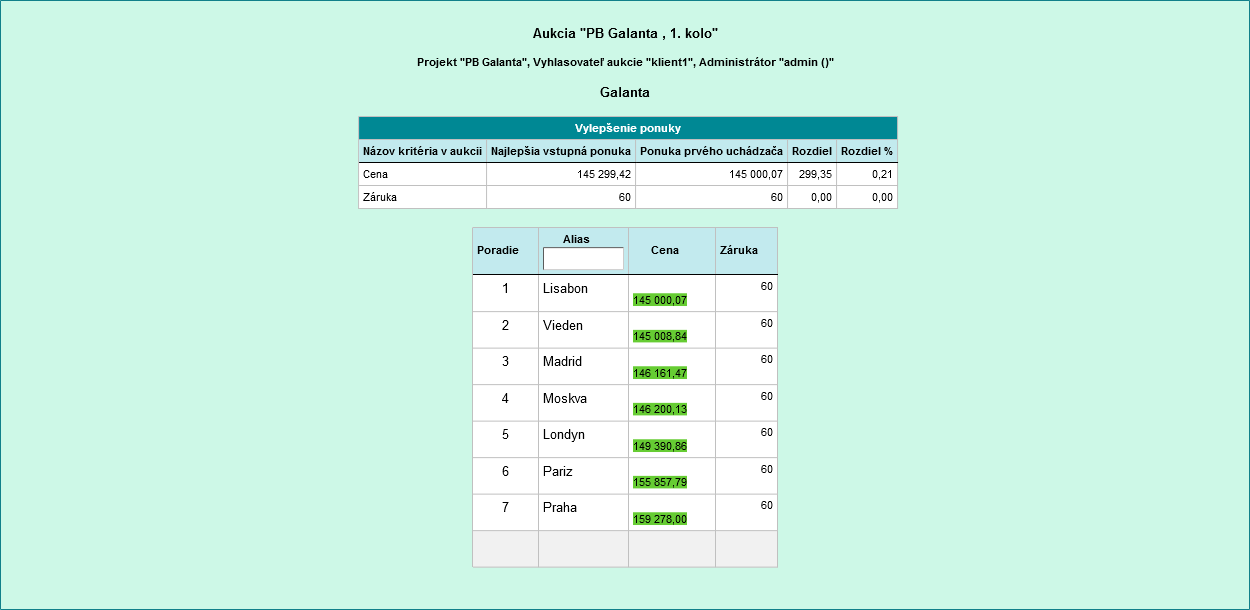 Aukcia "PB Galanta , 1. kolo"
Projekt "PB Galanta", Vyhlasovateľ aukcie "klient1", Administrátor "admin ()"
Galanta
Vylepšenie ponuky
Názov kritéria v aukcii Najlepšia vstupná ponuka Ponuka prvého uchádzača Rozdiel Rozdiel %
Cena 145 299,42 145 000,07 299,35 0,21
Záruka 60 60 0,00 0,00
Poradie Alias Cena Záruka
1 Lisabon 145 000,07 60
2 Vieden 145 008,84 60
3 Madrid 146 161,47 60
4 Moskva 146 200,13 60
5 Londyn 149 390,86 60
6 Pariz 155 857,79 60
7 Praha 159 278,00 60